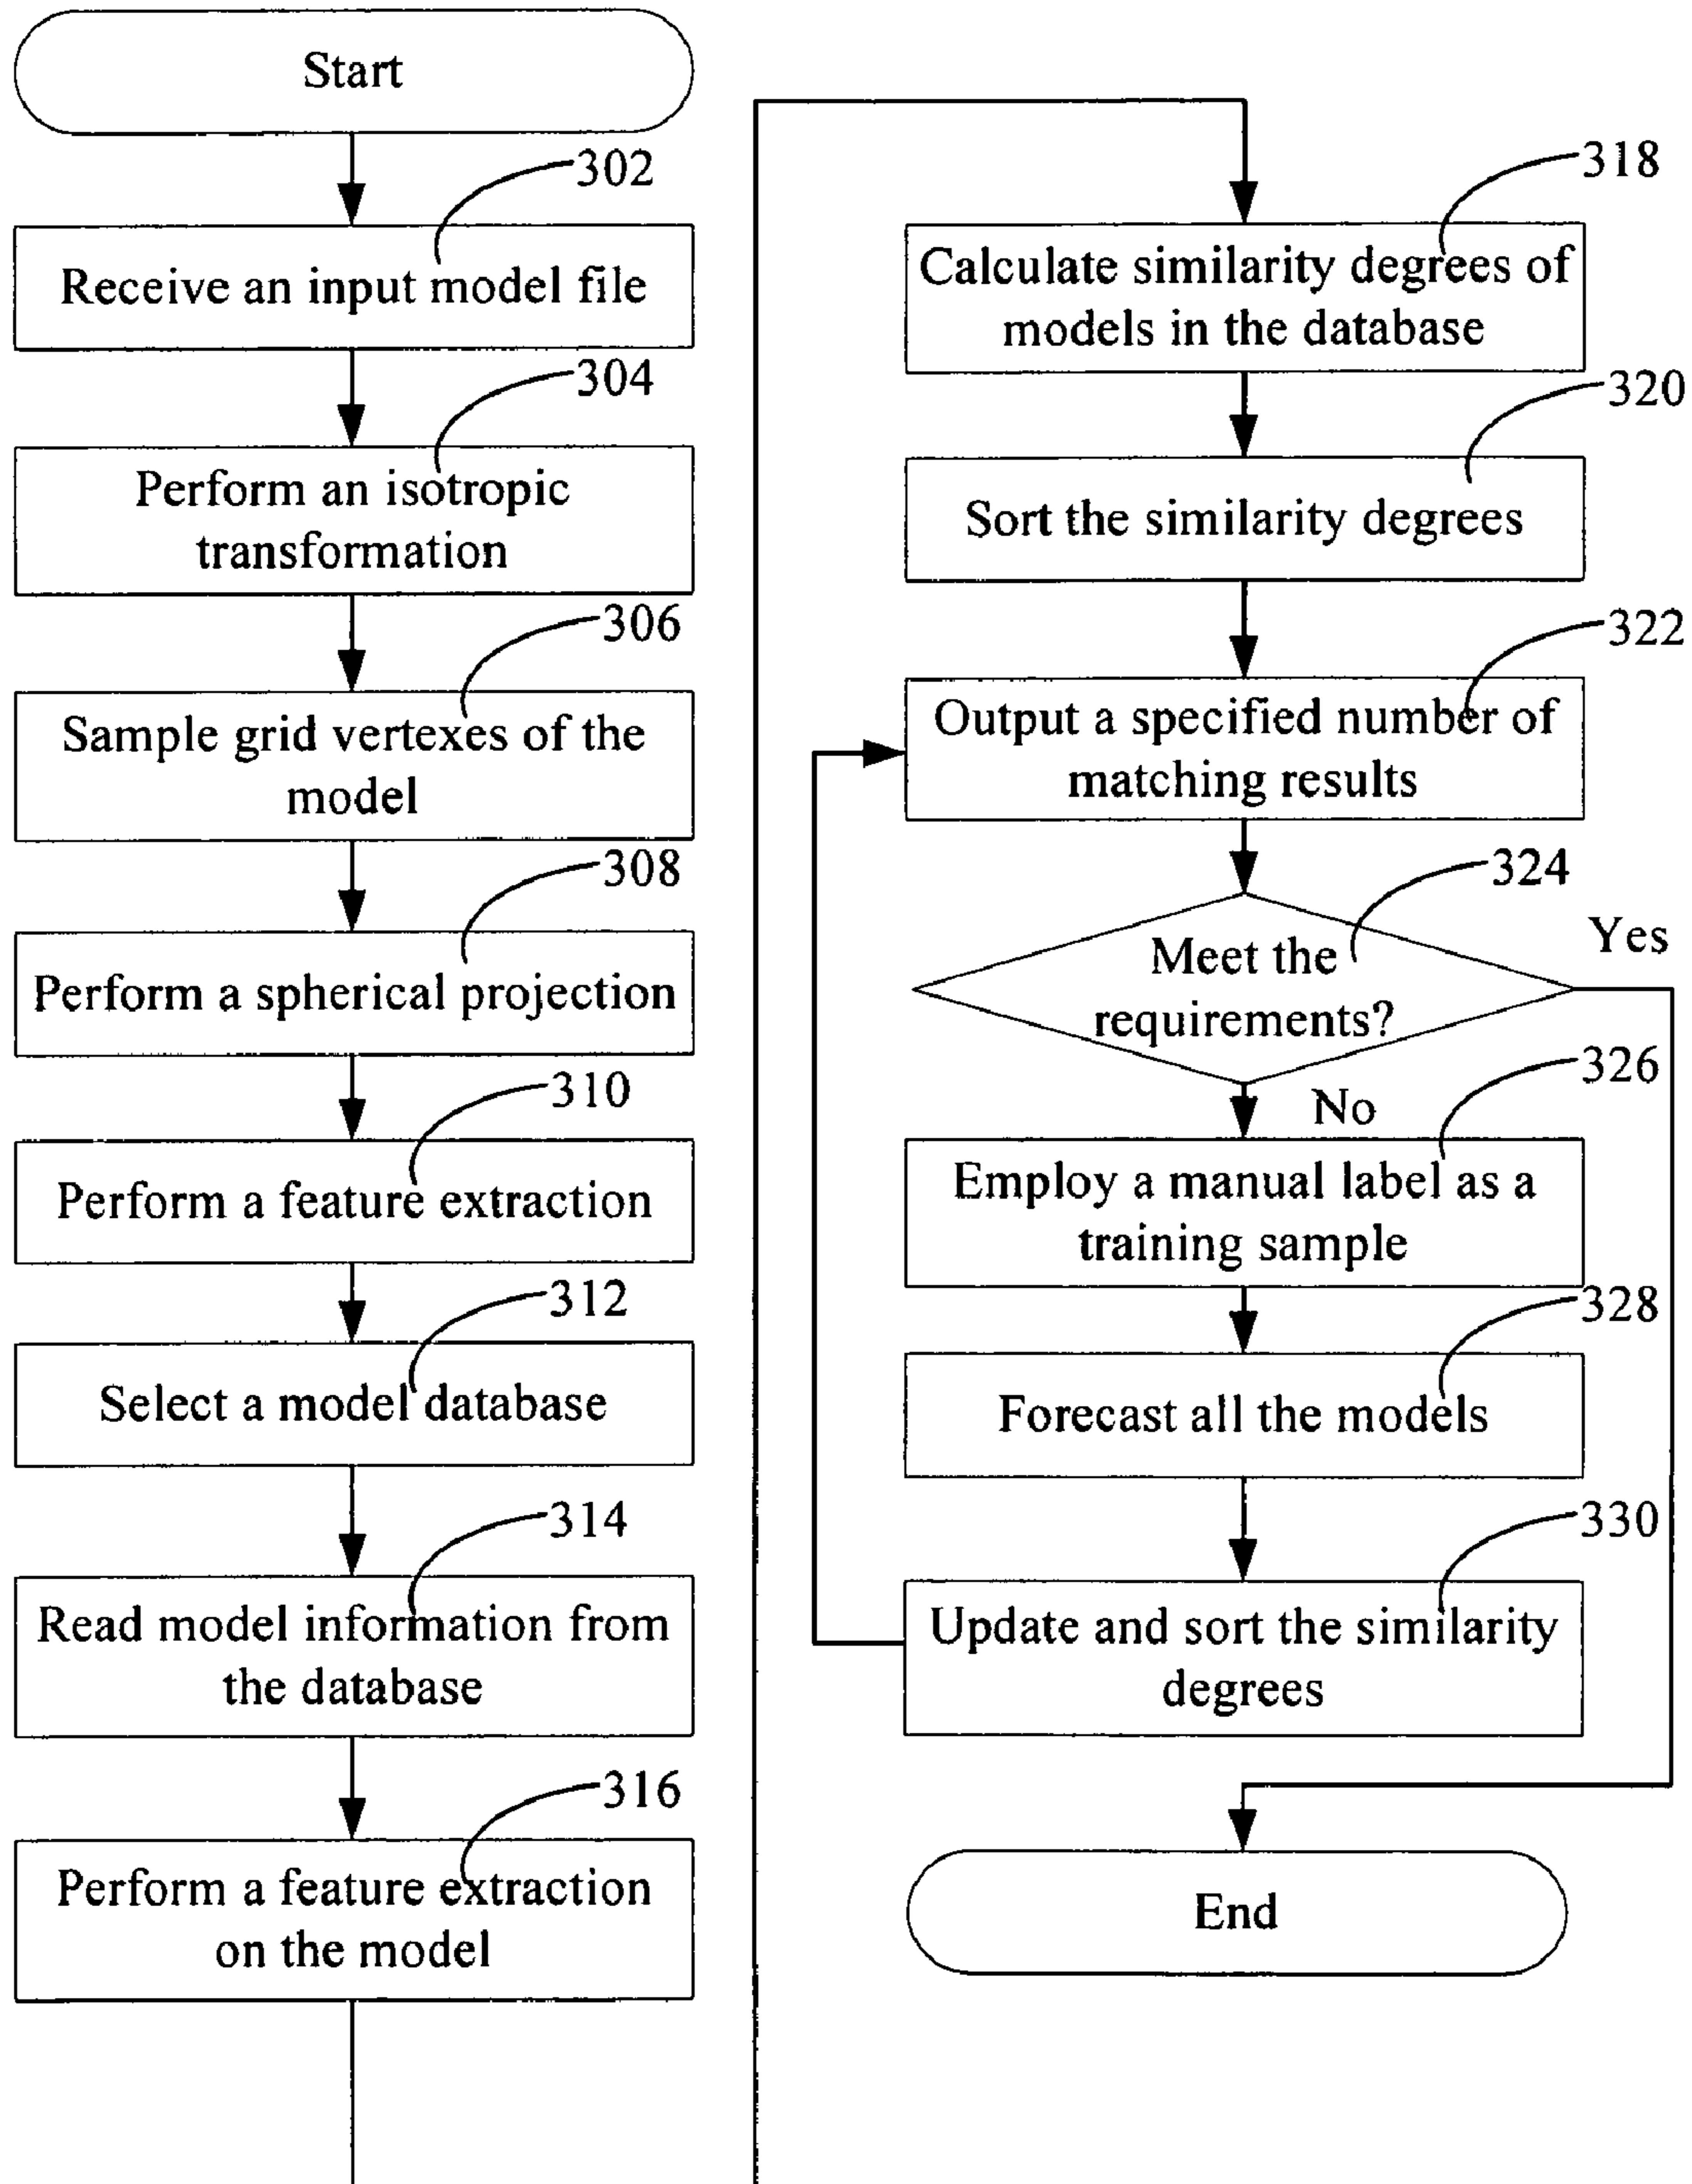 Start
302
Receive an input model file
304
Perform an isotropic
transformation
306
Sample grid vertexes of the
model
308
Perform a spherical projection
310
Perform a feature extraction
312
Select a model database
314
Read model information from
the database
316
Perform a feature extraction
on the model
318
Calculate similarity degrees of
models in the database
320
Sort the similarity degrees
322
Output a specified number of
matching results
324
Meet the
requirements?
Yes
No
326
Employ a manual label as a
training sample
328
Forecast all the models
330
Update and sort the similarity
degrees
End